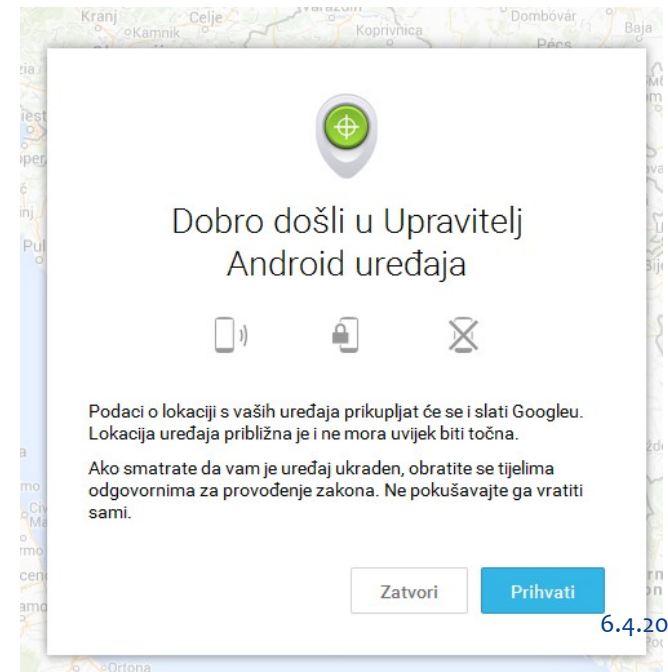 Kranj
Celje
Varaždin
Dombóvár
Kamnik
Koprivnica
Baja
Pécs
Dobro došli u Upravitelj
Android uređaja
Podaci o lokaciji s vaših uređaja prikupljat će se i slati Googleu.
Lokacija uređaja približna je i ne mora uvijek biti točna.
Ako smatrate da vam je uređaj ukraden, obratite se tijelima
odgovornima za provođenje zakona. Ne pokušavajte ga vratiti
sami.
Zatvori
Prihvati
6.4.20
Ortona